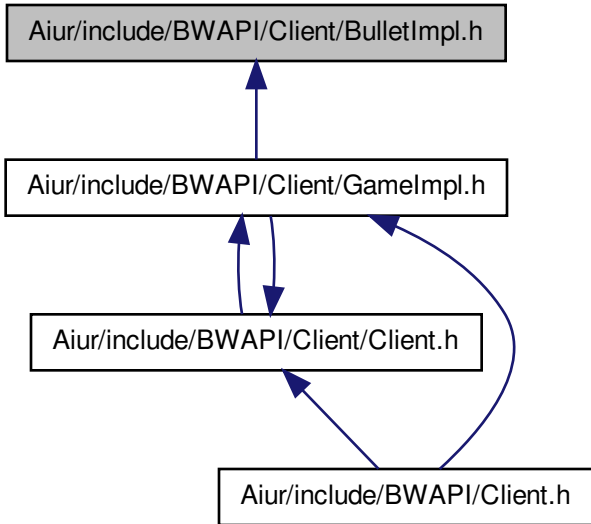 Aiur/include/BWAPI/Client/BulletImpl.h
Aiur/include/BWAPI/Client/GameImpl.h
Aiur/include/BWAPI/Client/Client.h
Aiur/include/BWAPI/Client.h